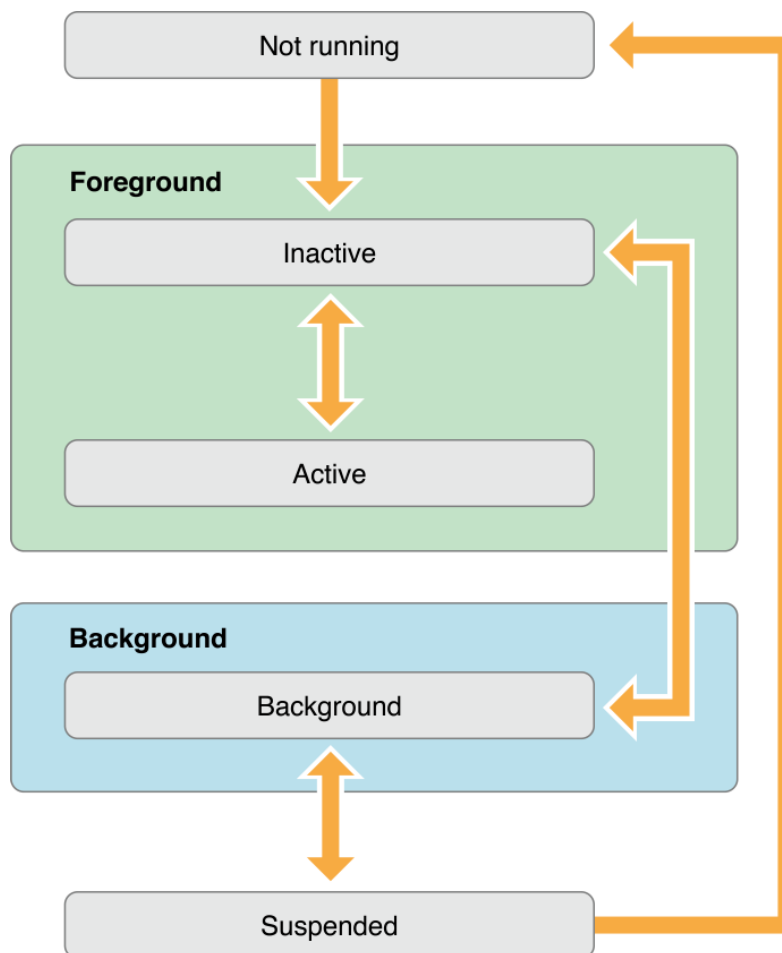 Not running
Foreground
Inactive
Active
Background
Background
Suspended